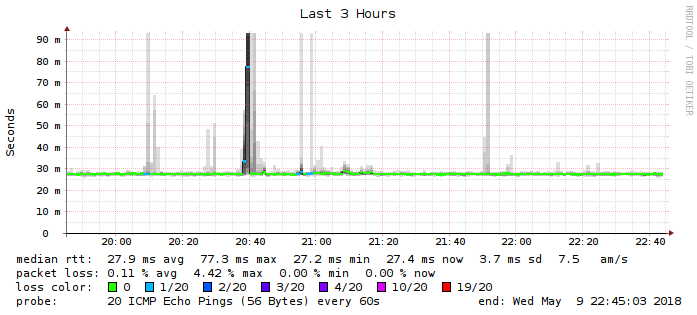 Last 3 Hours
RRDTOOL / TOBI OETIKER
Seconds
90 m
80 m
70 m
60 m
50 m
40 m
30 m
20 m
10 m
0
20:00 20:20 20:40 21:00 21:20 21:40 22:00 22:20 22:40
median rtt: 27.9 ms avg 77.3 ms max 27.2 ms min 27.4 ms now 3.7 ms sd 7.5 am/s
packet loss: 0.11 % avg 4.42 % max 0.00 % min 0.00 % now
loss color: 0 1/20 2/20 3/20 4/20 10/20 19/20
probe: 20 ICMP Echo Pings (56 Bytes) every 60s end: Wed May 9 22:45:03 2018